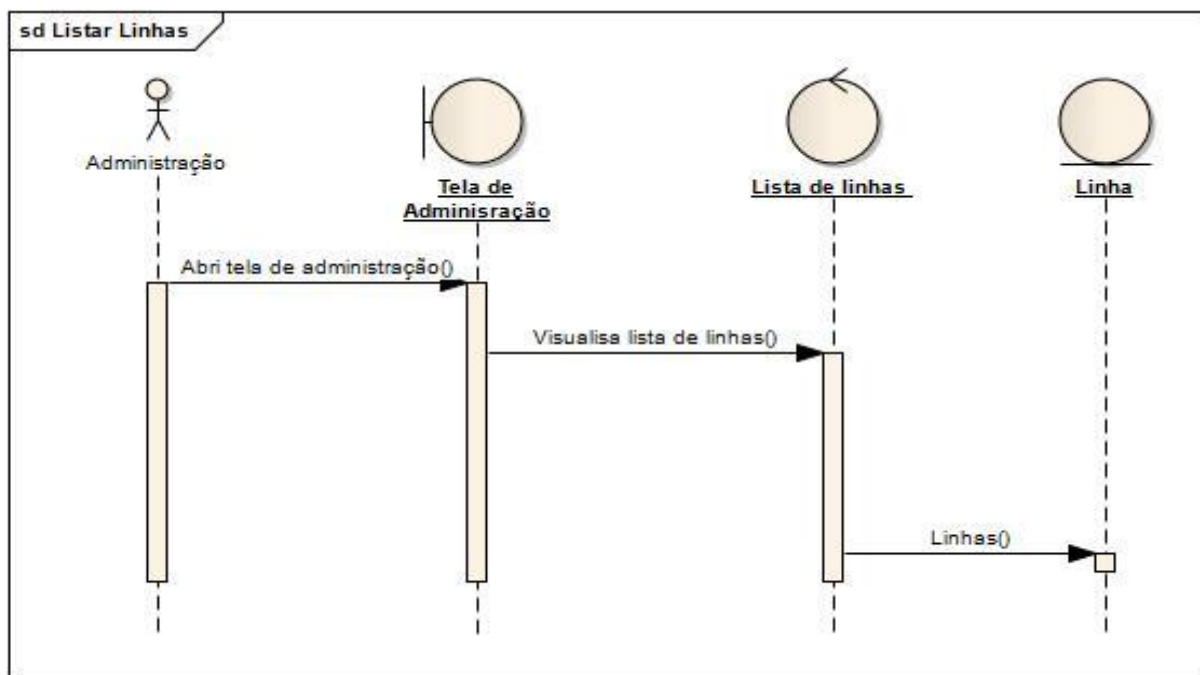 sd Listar Linhas
Administração
Tela de
Adminisração
Lista de linhas
Linha
Abri tela de administração()
Visualisa lista de linhas()
Linhas()